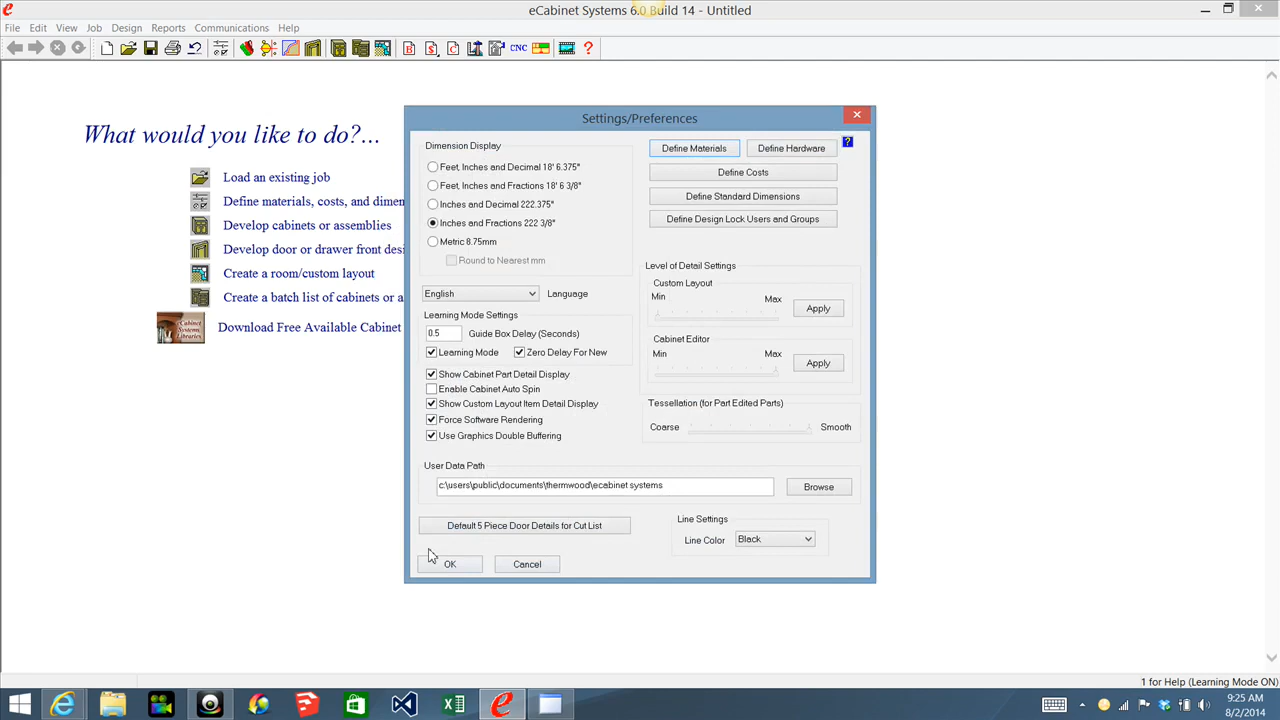 eCabinet Systems 6.0 Build 14 - Untitled
File Edit View Job Design Reports Communications Help
B $ C CNC ?
What would you like to do?...
Load an existing job
Define materials, costs, and dimen
Develop cabinets or assemblies
Develop door or drawer front desi
Create a room/custom layout
Create a batch list of cabinets or a
Cabinet Systems Libraries
Download Free Available Cabinet
Settings/Preferences
Dimension Display
Feet, Inches and Decimal 18' 6.375"
Feet, Inches and Fractions 18' 6 3/8"
Inches and Decimal 222.375"
Inches and Fractions 222 3/8"
Metric 8.75mm
Round to Nearest mm
English Language
Learning Mode Settings
0.5 Guide Box Delay (Seconds)
Learning Mode Zero Delay For New
Show Cabinet Part Detail Display
Enable Cabinet Auto Spin
Show Custom Layout Item Detail Display
Force Software Rendering
Use Graphics Double Buffering
Define Materials Define Hardware ?
Define Costs
Define Standard Dimensions
Define Design Lock Users and Groups
Level of Detail Settings
Custom Layout
Min Max Apply
Cabinet Editor
Min Max Apply
Tessellation (for Part Edited Parts)
Coarse Smooth
User Data Path
c:\users\public\documents\thermwood\ecabinet systems Browse
Default 5 Piece Door Details for Cut List
Line Settings
Line Color Black
OK Cancel
1 for Help (Learning Mode ON)
9:25 AM
8/2/2014